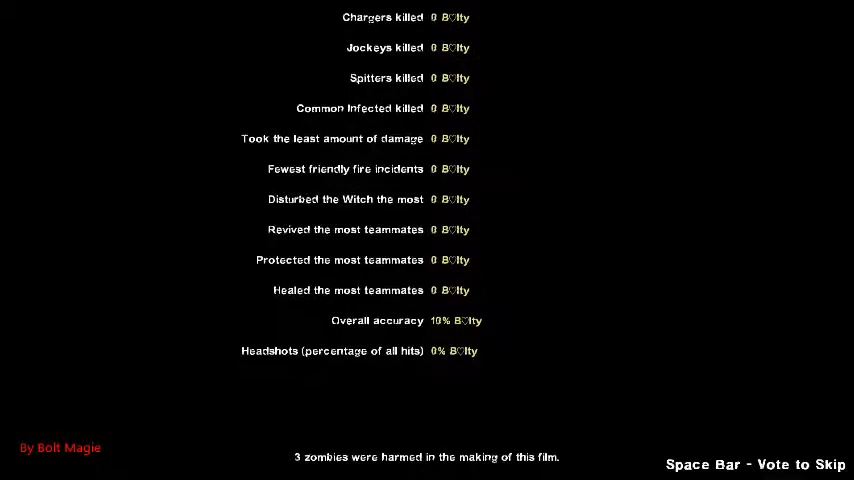 Chargers killed 0 B♡lty
Jockeys killed 0 B♡lty
Spitters killed 0 B♡lty
Common Infected killed 0 B♡lty
Took the least amount of damage 0 B♡lty
Fewest friendly fire incidents 0 B♡lty
Disturbed the Witch the most 0 B♡lty
Revived the most teammates 0 B♡lty
Protected the most teammates 0 B♡lty
Healed the most teammates 0 B♡lty
Overall accuracy 10% B♡lty
Headshots (percentage of all hits) 0% B♡lty
By Bolt Magie
3 zombies were harmed in the making of this film.
Space Bar - Vote to Skip